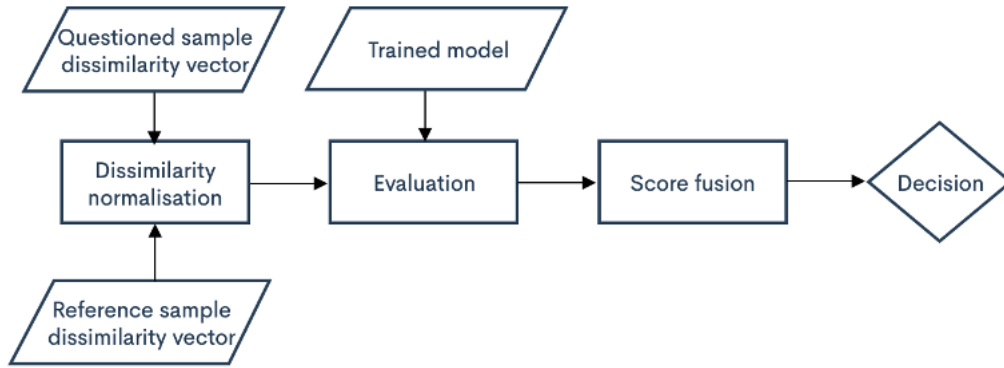 Questioned sample
dissimilarity vector
Trained model
Dissimilarity
normalisation
Evaluation
Score fusion
Decision
Reference sample
dissimilarity vector